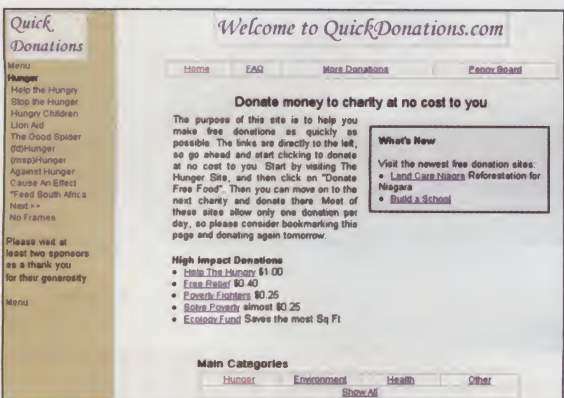 Quick
Donations
Menu
Hunger
Help the Hungry
Stop the Hunger
Hungry Children
Lion Aid
The Good Spider
(fd)Hunger
(msp)Hunger
Against Hunger
Cause An Effect
*Feed South Africa
Next >>
No Frames
Please visit at
least two sponsors
as a thank you
for their generosity
Menu
Welcome to QuickDonations.com
Home FAQ More Donations Penny Board
Donate money to charity at no cost to you
The purpose of this site is to help you
make free donations as quickly as
possible. The links are directly to the left,
so go ahead and start clicking to donate
at no cost to you. Start by visiting The
Hunger Site, and then click on "Donate
Free Food". Then you can move on to the
next charity and donate there. Most of
these sites allow only one donation per
day, so please consider bookmarking this
page and donating again tomorrow.
What's New
Visit the newest free donation sites:
• Land Care Niagra Reforestation for
Niagara
• Build a School
High Impact Donations
• Help The Hungry $1.00
• Free Relief $0.40
• Poverty Fighters $0.25
• Solve Poverty almost $0.25
• Ecology Fund Saves the most Sq Ft
Main Categories
Hunger Environment Health Other
Show All